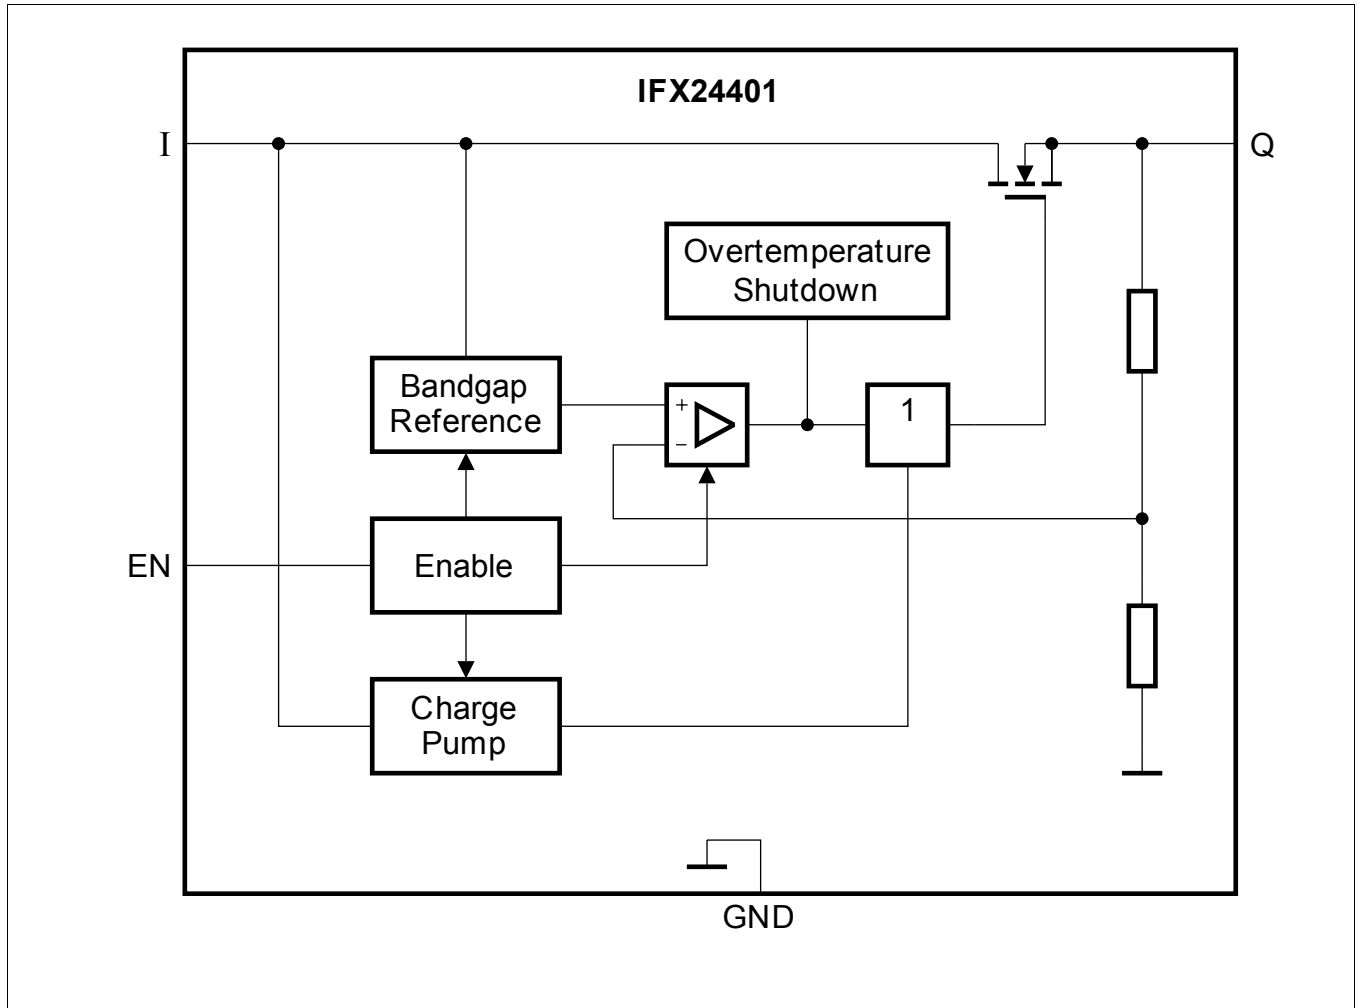 IFX24401
I
Q
Overtemperature
Shutdown
Bandgap
Reference
+
−
1
EN
Enable
Charge
Pump
GND